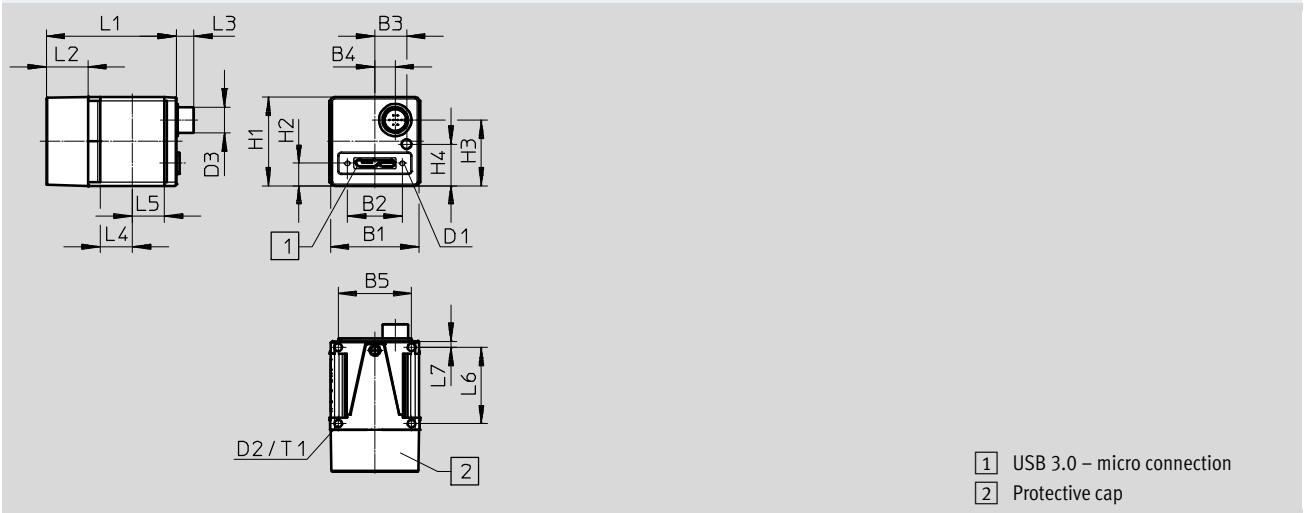 L1
L3
B3
L2
B4
H1
H2
D3
H4
H3
L5
B2
L4
1
B1
D1
B5
L7
L6
D2/T1
2
1 USB 3.0 – micro connection
2 Protective cap